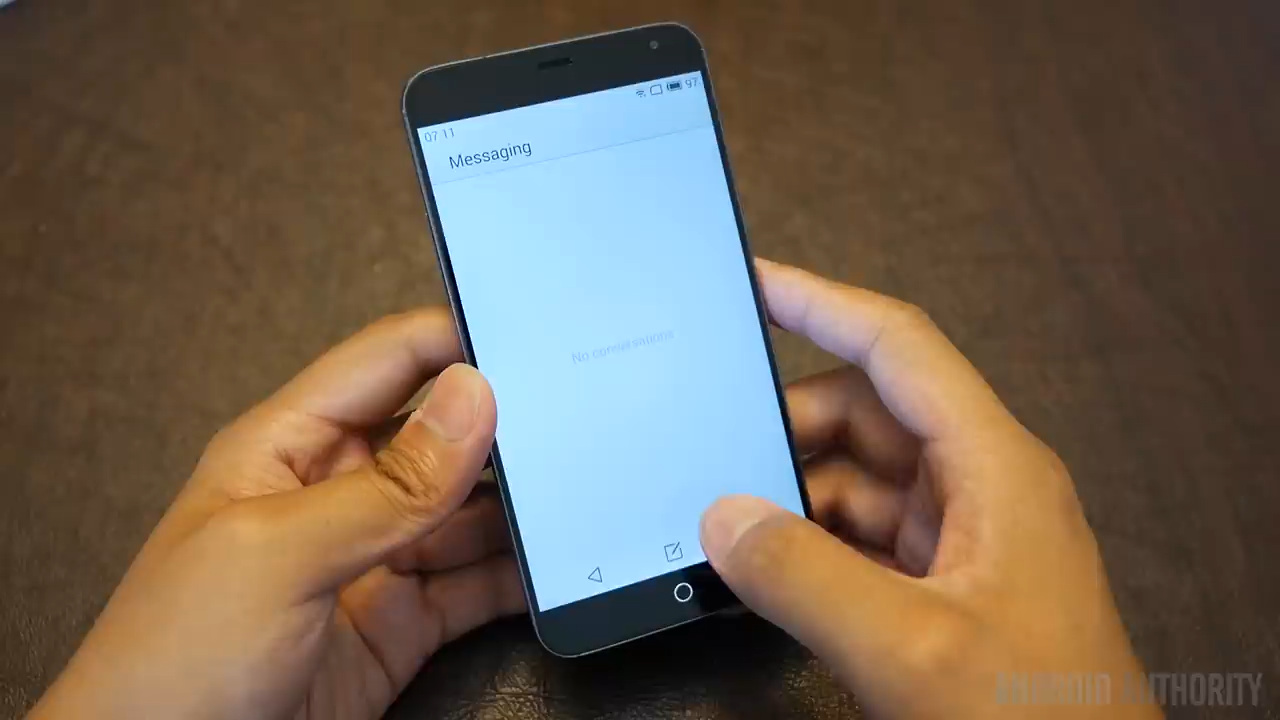 97
07:11
Messaging
No conversations
ANDROID AUTHORITY